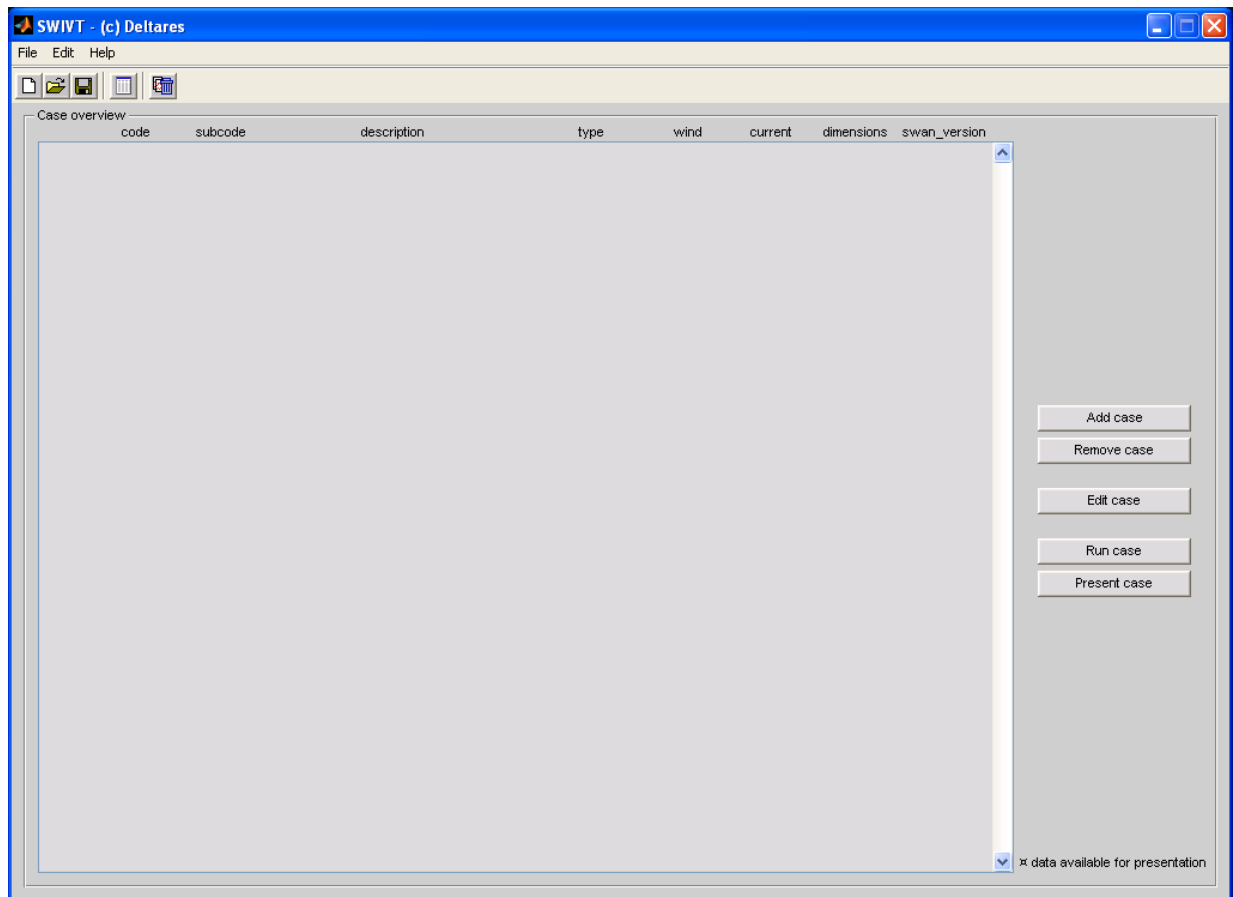 SWIVT - (c) Deltares
File Edit Help
Case overview
code subcode description type wind current dimensions swan_version
Add case
Remove case
Edit case
Run case
Present case
¤ data available for presentation